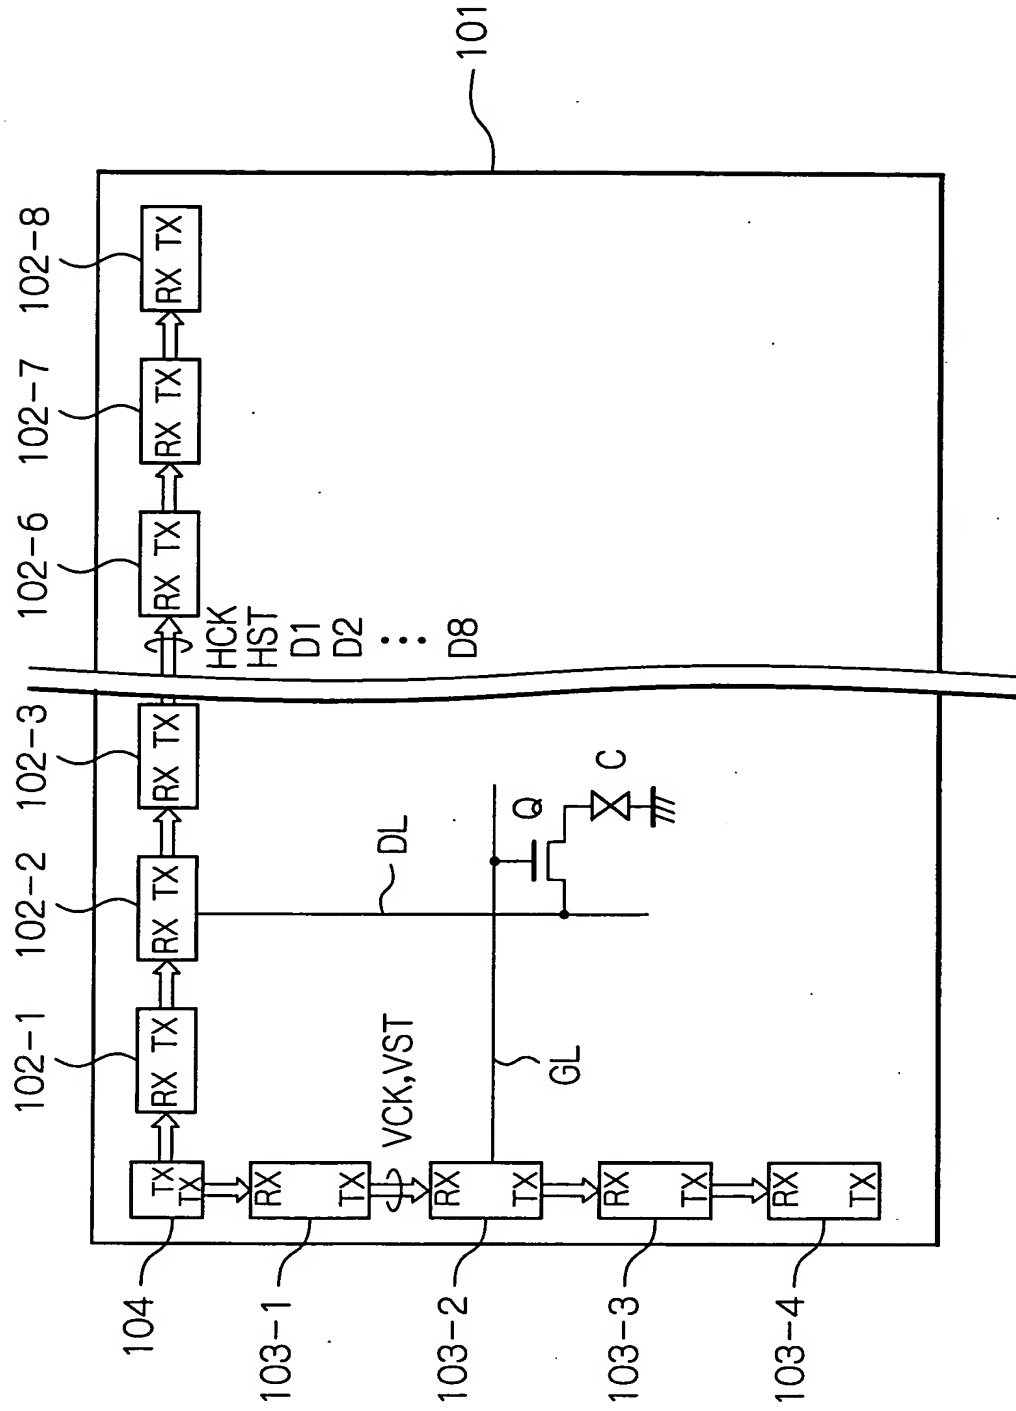 101
102-8
102-7
102-6
102-3
102-2
102-1
RX TX
RX TX
RX TX
RX TX
RX TX
RX TX
HCK
HST
D1
D2
...
D8
DL
Q
C
GL
VCK,VST
TX
TX
RX
TX
RX
TX
RX
TX
RX
TX
104
103-1
103-2
103-3
103-4